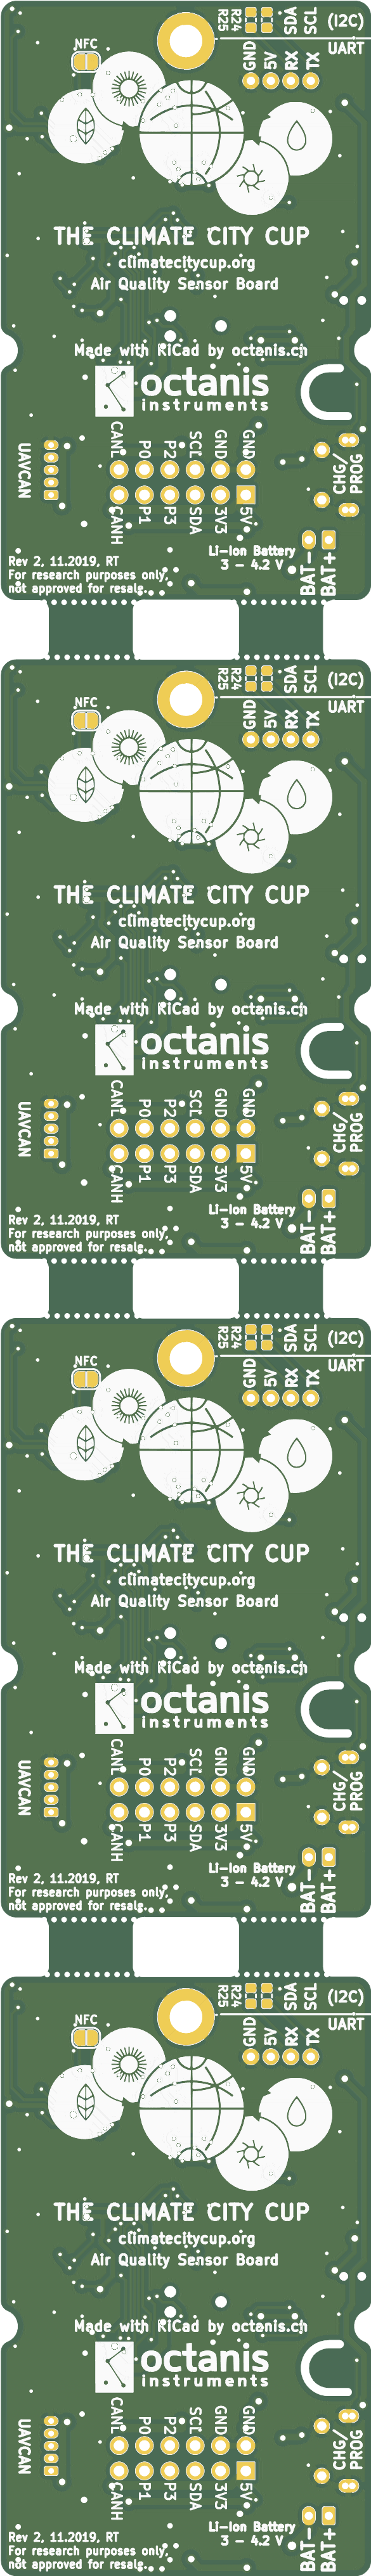 R25
R24
SDA
SCL
(I2C)
UART
NFC
GND
5V
RX
TX
THE CLIMATE CITY CUP
climatecitycup.org
Air Quality Sensor Board
Made with KiCad by octanis.ch
octanis
instruments
UAVCAN
CANL
P0
P2
SCL
GND
GND
CHG/
PROG
CANH
P1
P3
SDA
3V3
5V
Li-Ion Battery
3 - 4.2 V
BAT-
BAT+
Rev 2, 11.2019, RT
For research purposes only,
not approved for resale.
R25
R24
SDA
SCL
(I2C)
UART
NFC
GND
5V
RX
TX
THE CLIMATE CITY CUP
climatecitycup.org
Air Quality Sensor Board
Made with KiCad by octanis.ch
octanis
instruments
UAVCAN
CANL
P0
P2
SCL
GND
GND
CHG/
PROG
CANH
P1
P3
SDA
3V3
5V
Li-Ion Battery
3 - 4.2 V
BAT-
BAT+
Rev 2, 11.2019, RT
For research purposes only,
not approved for resale.
R25
R24
SDA
SCL
(I2C)
UART
NFC
GND
5V
RX
TX
THE CLIMATE CITY CUP
climatecitycup.org
Air Quality Sensor Board
Made with KiCad by octanis.ch
octanis
instruments
UAVCAN
CANL
P0
P2
SCL
GND
GND
CHG/
PROG
CANH
P1
P3
SDA
3V3
5V
Li-Ion Battery
3 - 4.2 V
BAT-
BAT+
Rev 2, 11.2019, RT
For research purposes only,
not approved for resale.
R25
R24
SDA
SCL
(I2C)
UART
NFC
GND
5V
RX
TX
THE CLIMATE CITY CUP
climatecitycup.org
Air Quality Sensor Board
Made with KiCad by octanis.ch
octanis
instruments
UAVCAN
CANL
P0
P2
SCL
GND
GND
CHG/
PROG
CANH
P1
P3
SDA
3V3
5V
Li-Ion Battery
3 - 4.2 V
BAT-
BAT+
Rev 2, 11.2019, RT
For research purposes only,
not approved for resale.